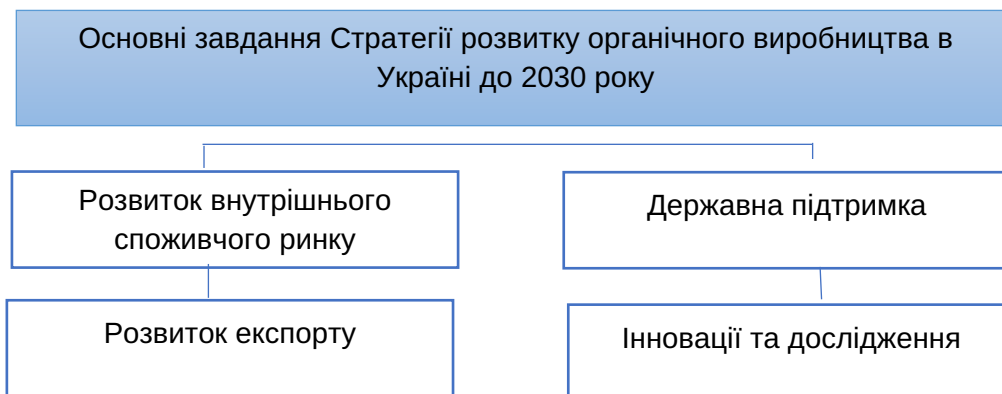 Основні завдання Стратегії розвитку органічного виробництва в
Україні до 2030 року
Розвиток внутрішнього
споживчого ринку
Державна підтримка
Розвиток експорту
Інновації та дослідження